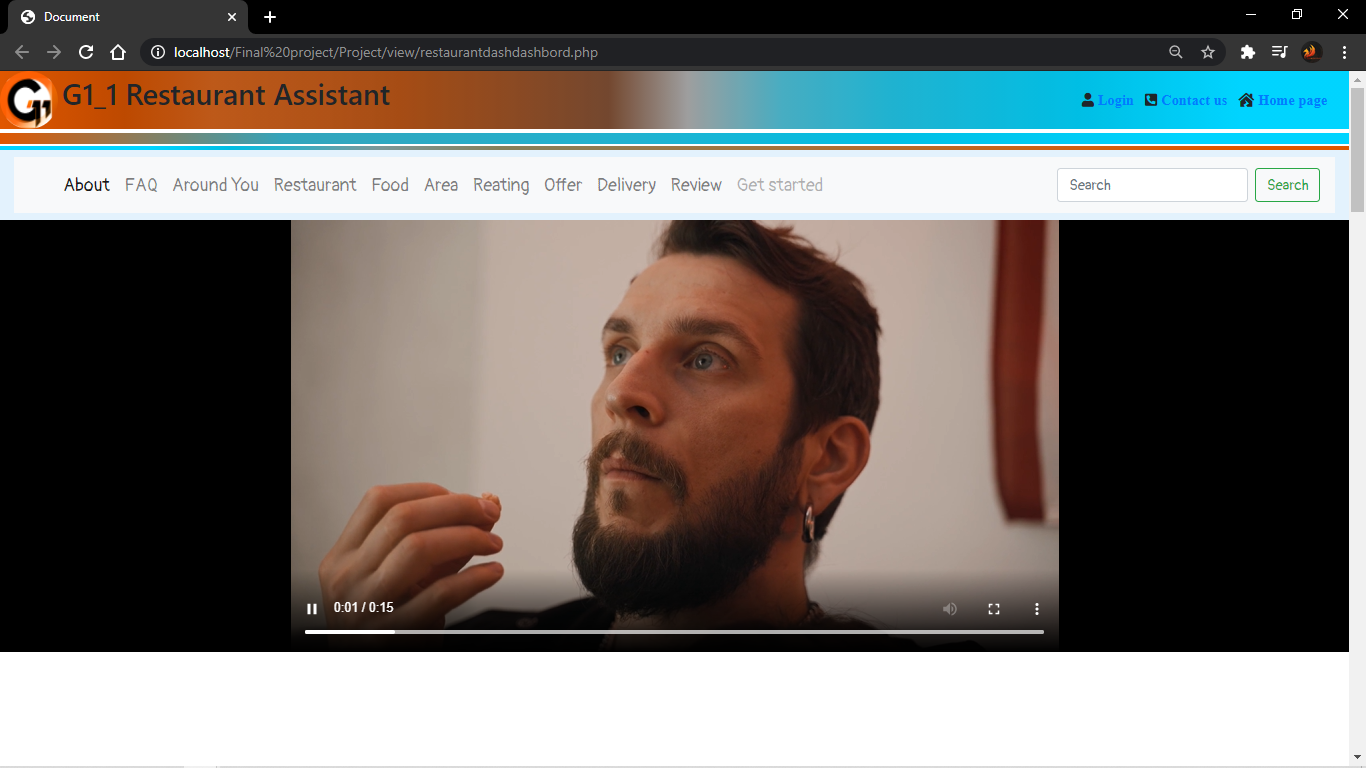 Document
localhost/Final%20project/Project/view/restaurantdashdashbord.php
G11 G1_1 Restaurant Assistant Login Contact us Home page
About FAQ Around You Restaurant Food Area Reating Offer Delivery Review Get started Search Search
0:01 / 0:15